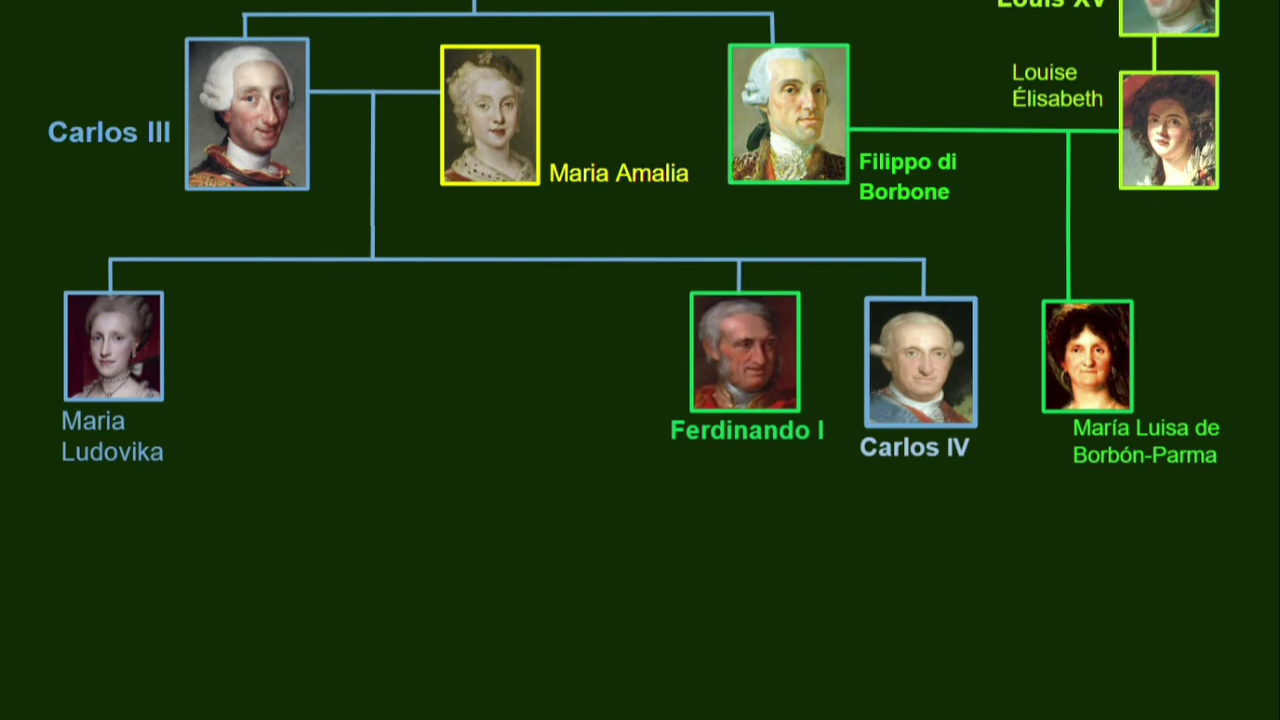 Louis XV
Louise
Élisabeth
Carlos III
Maria Amalia
Filippo di
Borbone
Maria
Ludovika
Ferdinando I
Carlos IV
María Luisa de
Borbón-Parma